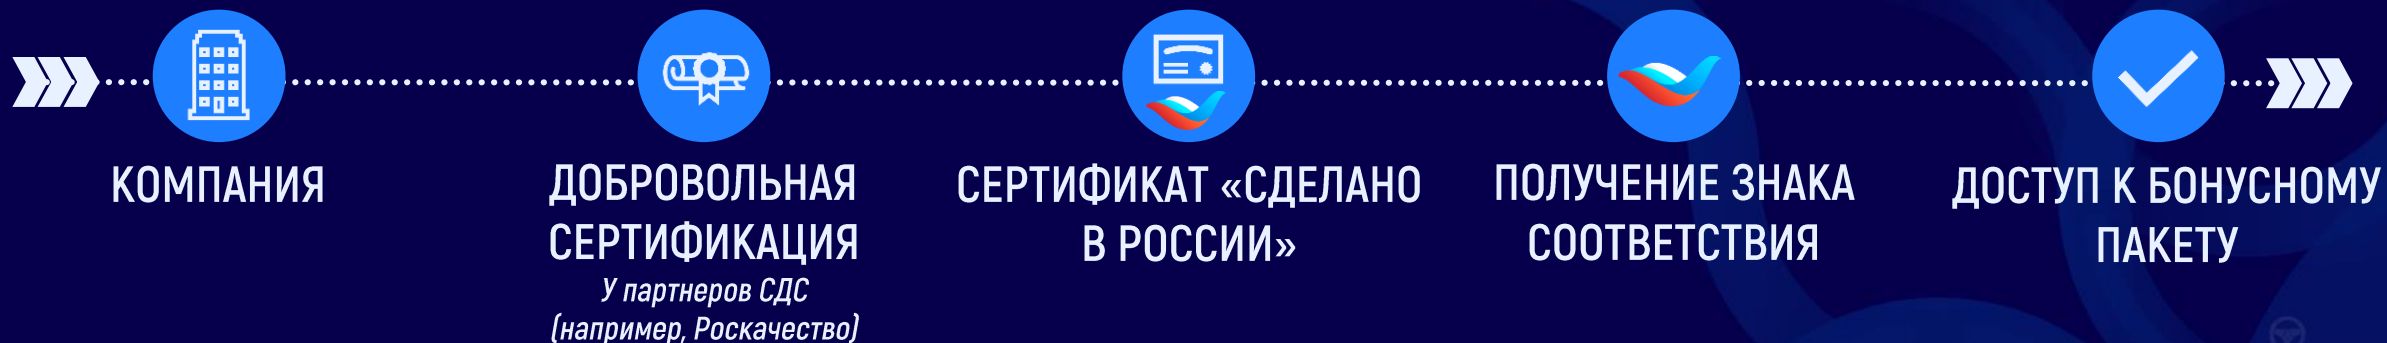 КОМПАНИЯ
ДОБРОВОЛЬНАЯ
СЕРТИФИКАЦИЯ
У партнеров СДС
(например, Роскачество)
СЕРТИФИКАТ «СДЕЛАНО
В РОССИИ»
ПОЛУЧЕНИЕ ЗНАКА
СООТВЕТСТВИЯ
ДОСТУП К БОНУСНОМУ
ПАКЕТУ